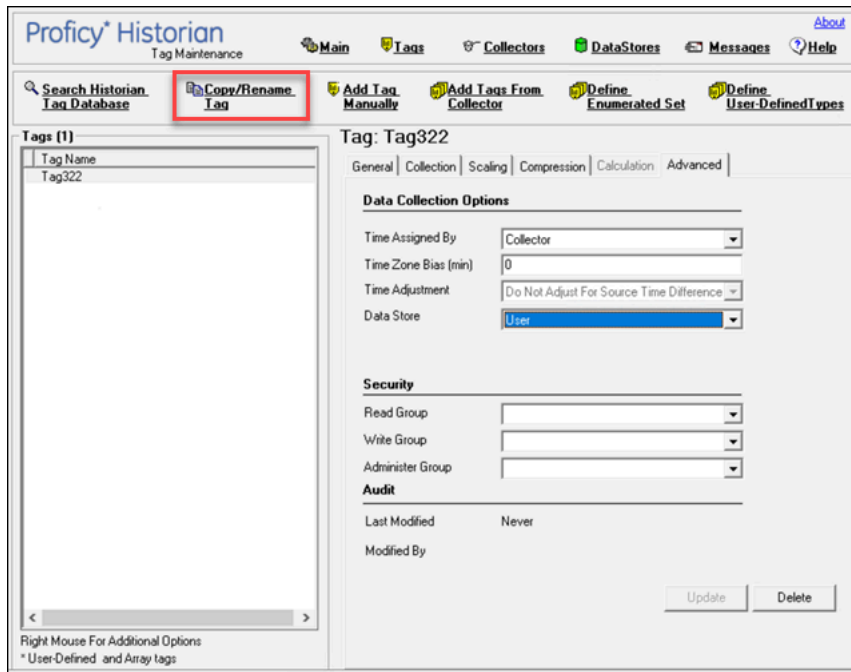 Proficy* Historian
Tag Maintenance
Main
Tags
Collectors
DataStores
Messages
About
Help
Search Historian
Tag Database
Copy/Rename
Tag
Add Tag
Manually
Add Tags From
Collector
Define
Enumerated Set
Define
User-DefinedTypes
Tags (1)
Tag Name
Tag322
Right Mouse For Additional Options
* User-Defined and Array tags
Tag: Tag322
General
Collection
Scaling
Compression
Calculation
Advanced
Data Collection Options
Time Assigned By
Collector
Time Zone Bias (min)
0
Time Adjustment
Do Not Adjust For Source Time Difference
Data Store
User
Security
Read Group
Write Group
Administer Group
Audit
Last Modified
Never
Modified By
Update
Delete